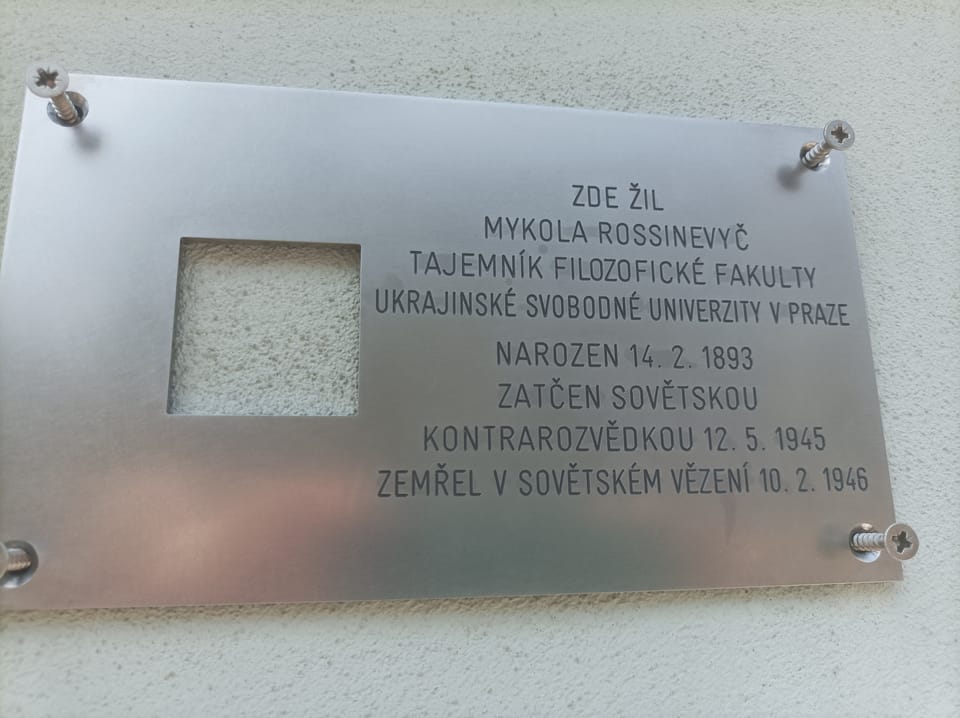 ZDE ŽIL
MYKOLA ROSSINEVYČ
TAJEMNÍK FILOZOFICKÉ FAKULTY
UKRAJINSKÉ SVOBODNÉ UNIVERZITY V PRAZE
NAROZEN 14. 2. 1893
ZATČEN SOVĚTSKOU
KONTRAROZVĚDKOU 12. 5. 1945
ZEMŘEL V SOVĚTSKÉM VĚZENÍ 10. 2. 1946